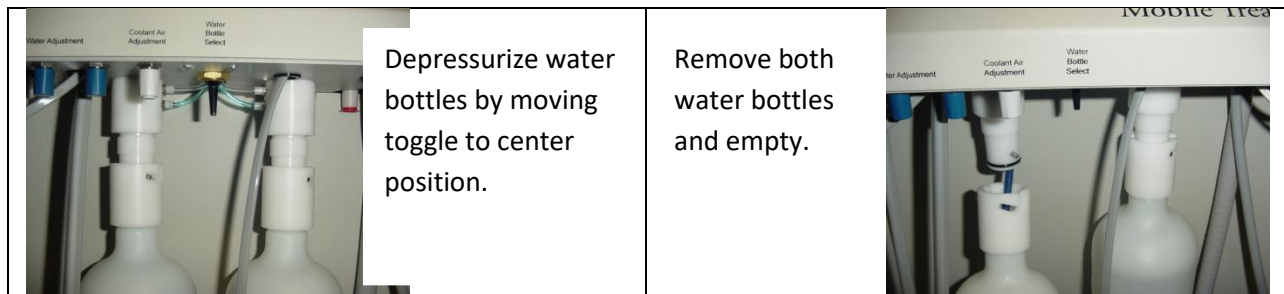 Water Adjustment
Coolant Air
Adjustment
Water
Bottle
Select
Depressurize water
bottles by moving
toggle to center
position.
Remove both
water bottles
and empty.
Mobile Trea
Water
Bottle
Select
Coolant Air
Adjustment
ter Adjustment